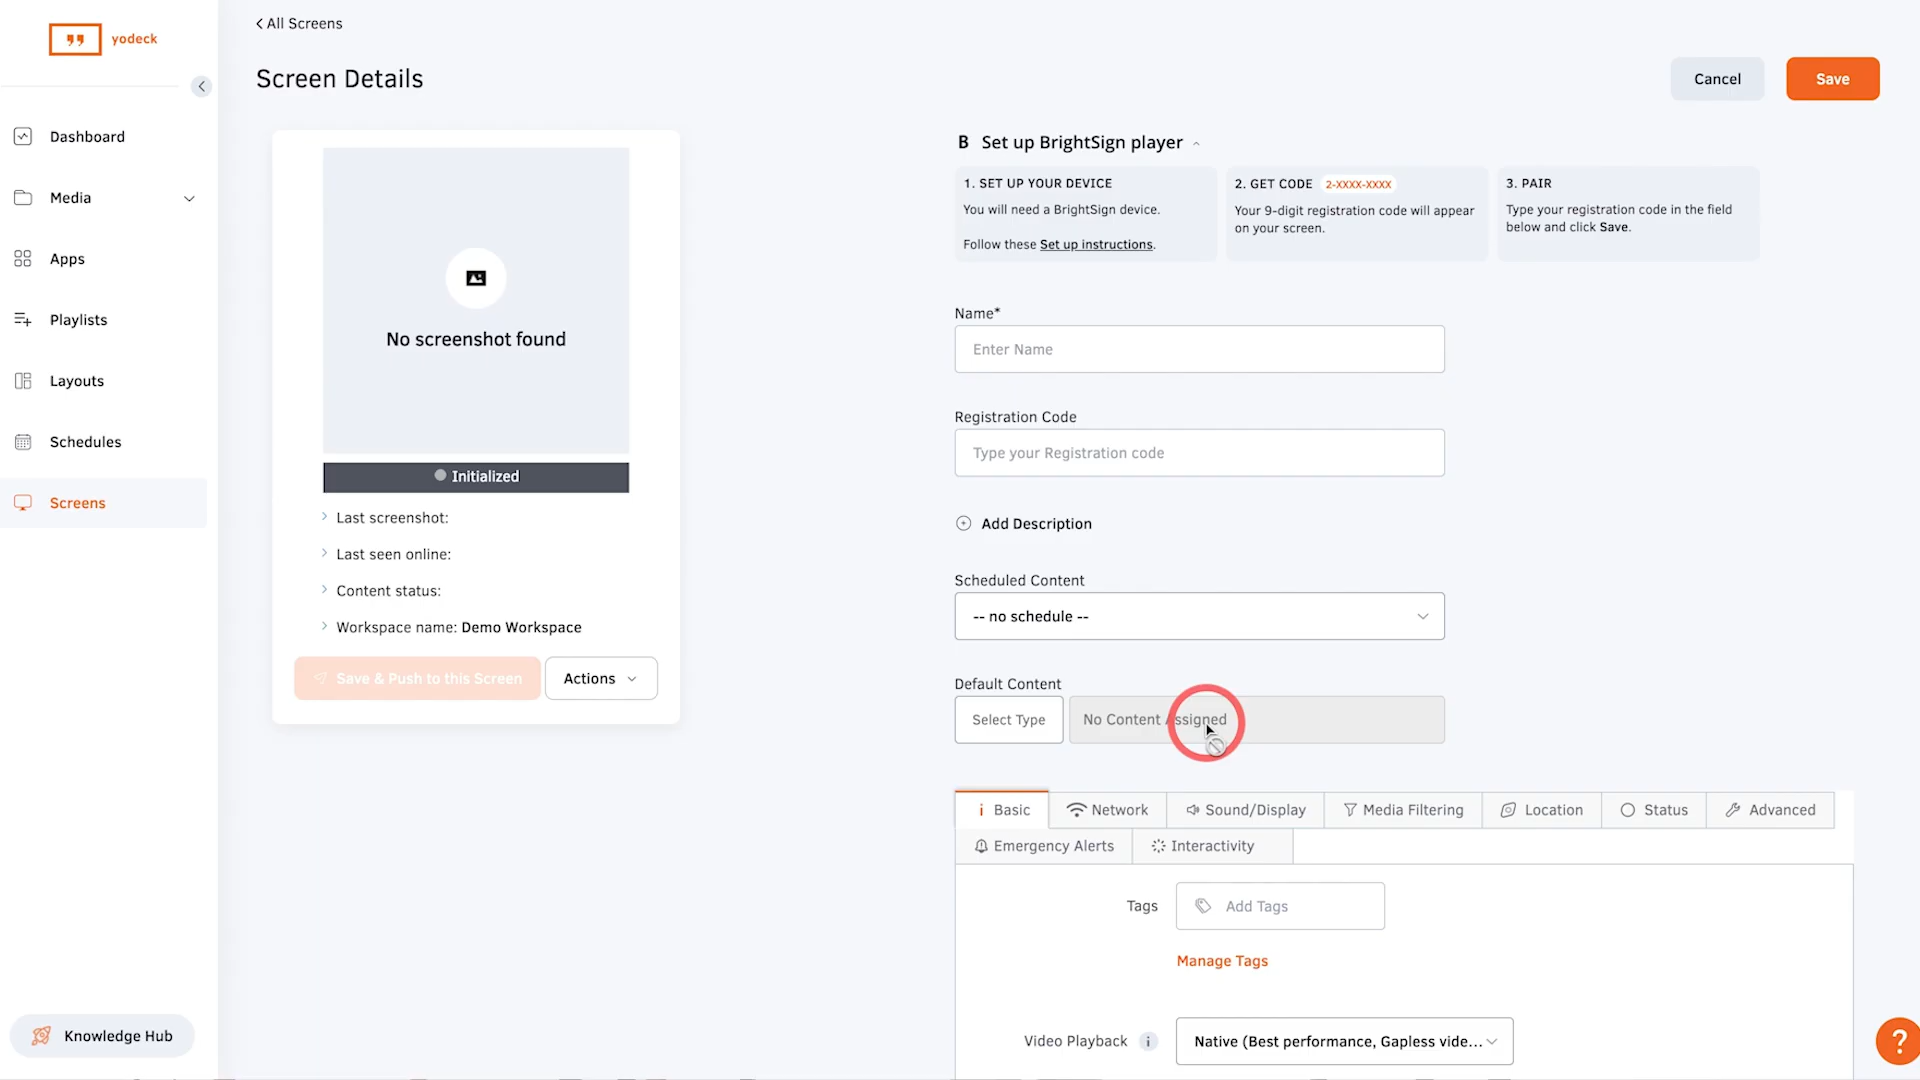 yodeck
Dashboard
Media
Apps
Playlists
Layouts
Schedules
Screens
Knowledge Hub
All Screens
Screen Details
Cancel
Save
No screenshot found
Initialized
Last screenshot:
Last seen online:
Content status:
Workspace name: Demo Workspace
Save & Push to this Screen
Actions
B Set up BrightSign player
1. SET UP YOUR DEVICE
You will need a BrightSign device.
Follow these Set up instructions.
2. GET CODE 2-XXXX-XXXX
Your 9-digit registration code will appear
on your screen.
3. PAIR
Type your registration code in the field
below and click Save.
Name*
Enter Name
Registration Code
Type your Registration code
Add Description
Scheduled Content
-- no schedule --
Default Content
Select Type
No Content Assigned
Basic
Network
Sound/Display
Media Filtering
Location
Status
Advanced
Emergency Alerts
Interactivity
Tags
Add Tags
Manage Tags
Video Playback
Native (Best performance, Gapless vide...
?